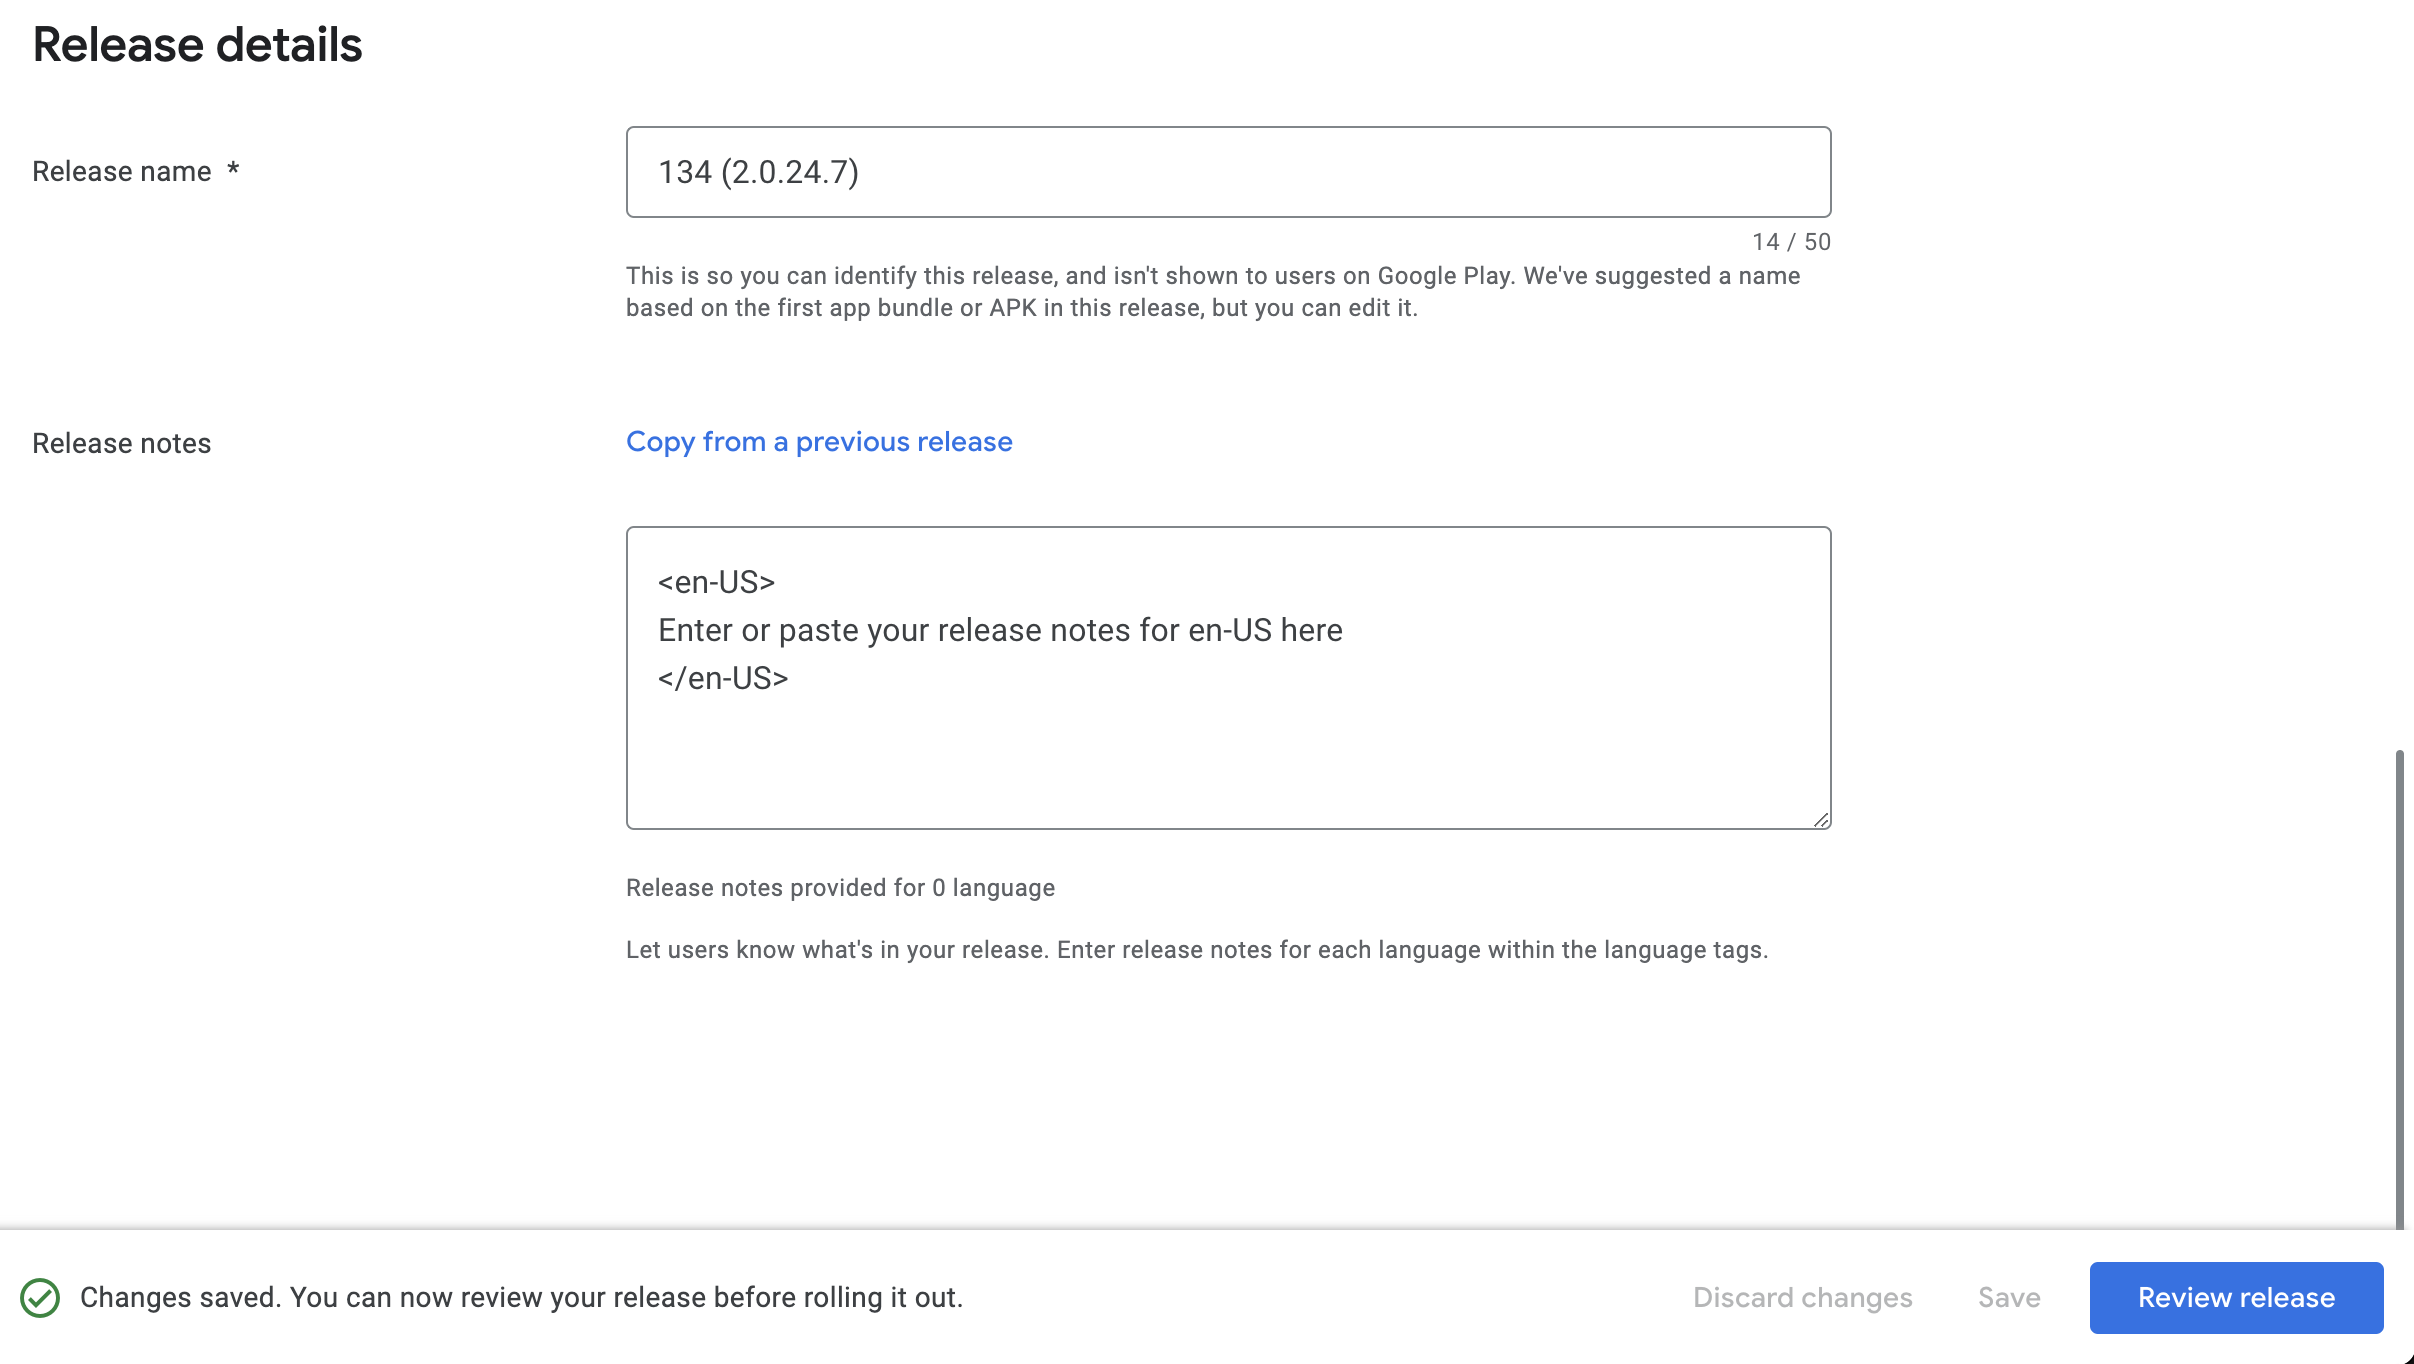 Release details
Release name *
134 (2.0.24.7)
14 / 50
This is so you can identify this release, and isn't shown to users on Google Play. We've suggested a name
based on the first app bundle or APK in this release, but you can edit it.
Release notes
Copy from a previous release
<en-US>
Enter or paste your release notes for en-US here
</en-US>
Release notes provided for 0 language
Let users know what's in your release. Enter release notes for each language within the language tags.
Changes saved. You can now review your release before rolling it out.
Discard changes
Save
Review release